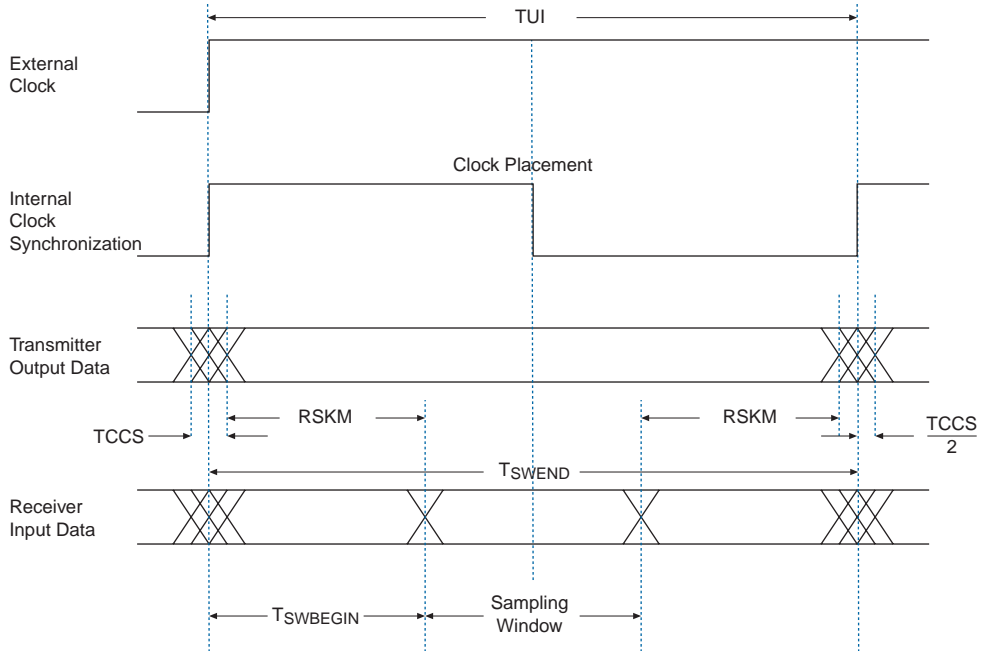 TUI
External
Clock
Clock Placement
Internal
Clock
Synchronization
Transmitter
Output Data
RSKM
RSKM
TCCS
TCCS
2
TSWEND
Receiver
Input Data
TSWBEGIN
Sampling
Window